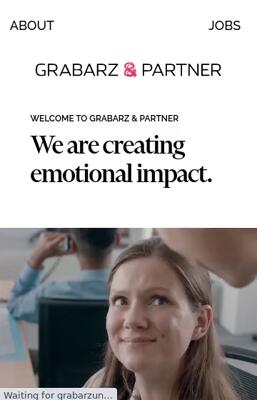 ABOUT
JOBS
GRABARZ & PARTNER
WELCOME TO GRABARZ & PARTNER
We are creating
emotional impact.
Waiting for grabarzun...